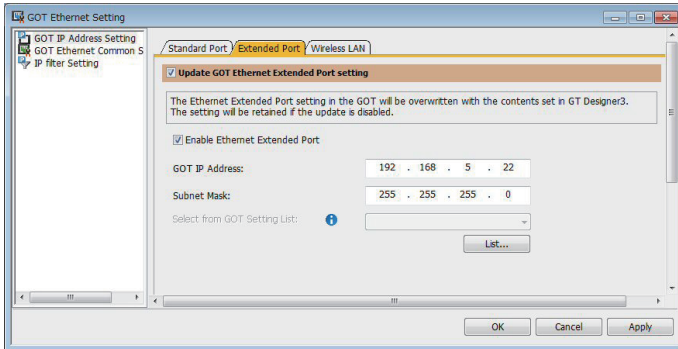 GOT Ethernet Setting
GOT IP Address Setting
GOT Ethernet Common S
IP filter Setting
Standard Port Extended Port Wireless LAN
Update GOT Ethernet Extended Port setting
The Ethernet Extended Port setting in the GOT will be overwritten with the contents set in GT Designer3.
The setting will be retained if the update is disabled.
Enable Ethernet Extended Port
GOT IP Address: 192 . 168 . 5 . 22
Subnet Mask: 255 . 255 . 255 . 0
Select from GOT Setting List:
List...
OK Cancel Apply